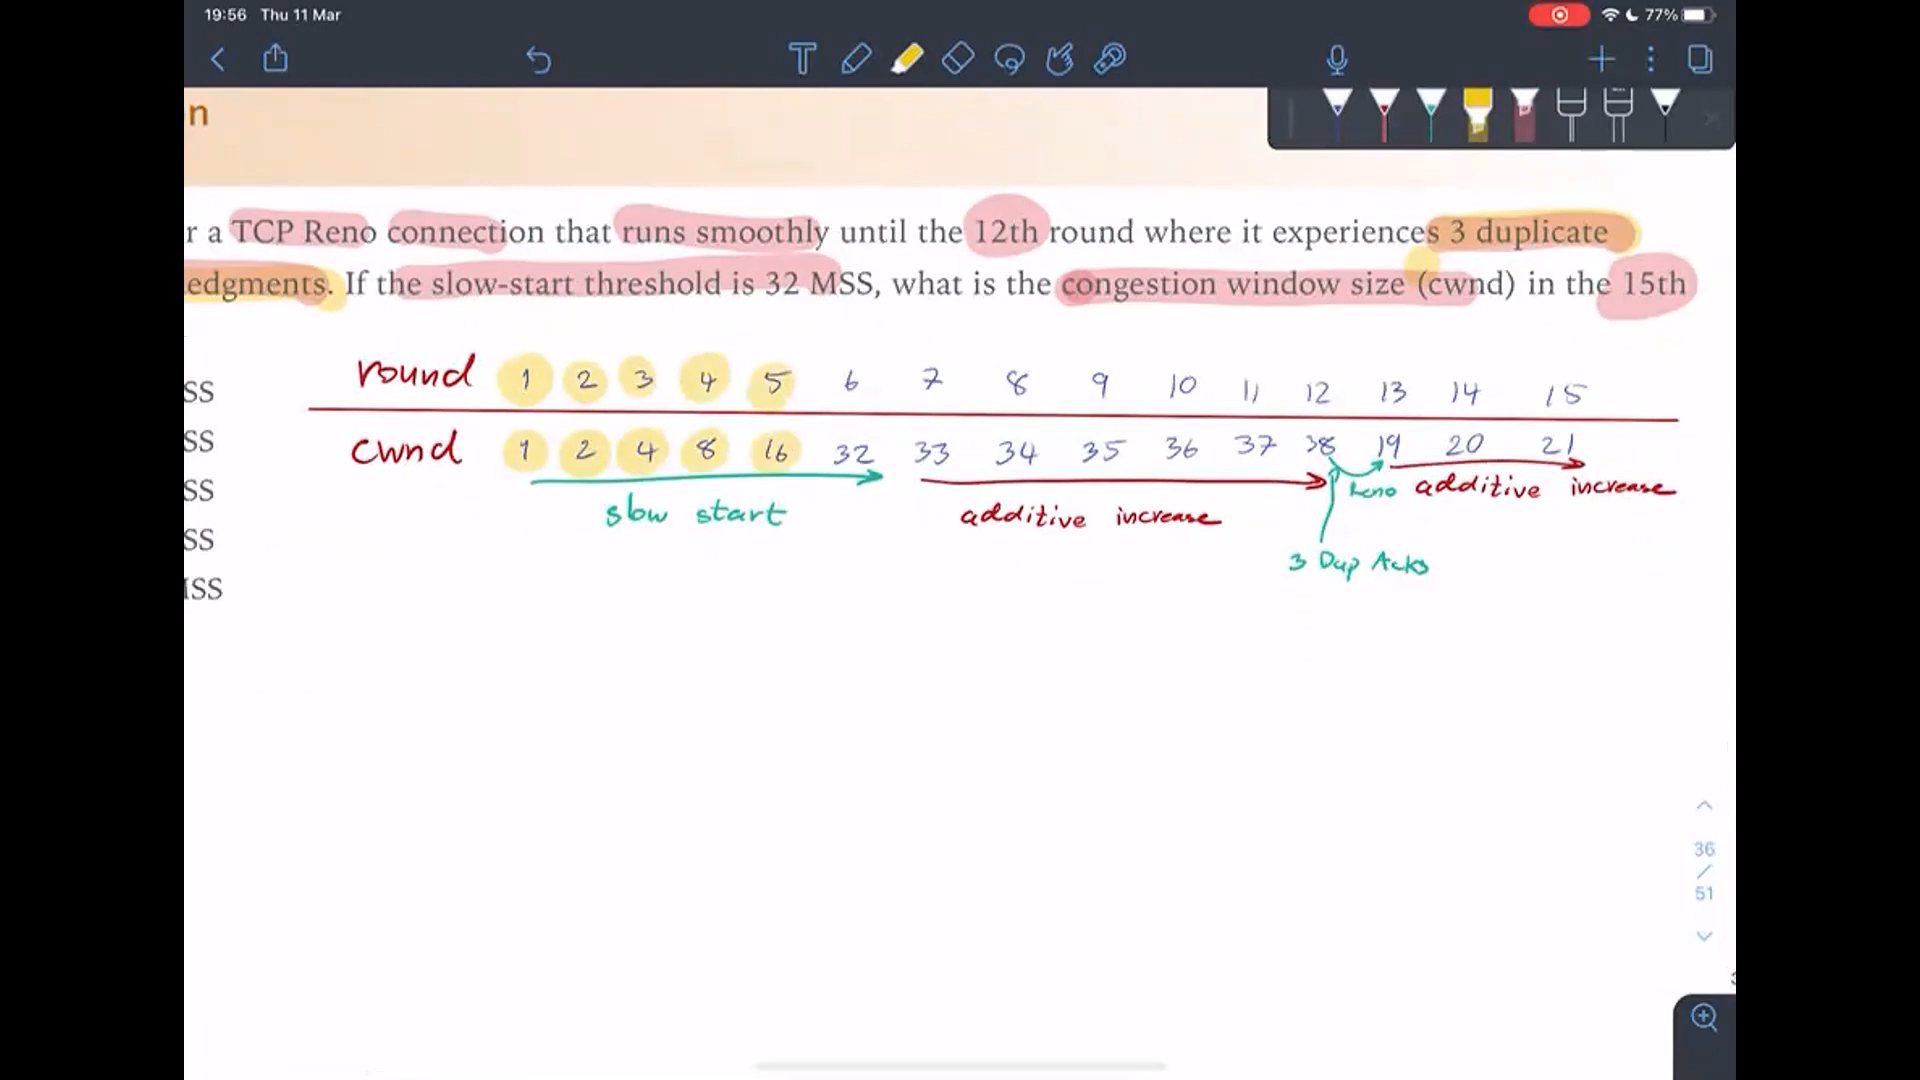 19:56 Thu 11 Mar 77%
n
r a TCP Reno connection that runs smoothly until the 12th round where it experiences 3 duplicate
edgments. If the slow-start threshold is 32 MSS, what is the congestion window size (cwnd) in the 15th
round 1 2 3 4 5 6 7 8 9 10 11 12 13 14 15
SS
cwnd 1 2 4 8 16 32 33 34 35 36 37 38 19 20 21
SS
SS
slow start additive increase Reno additive increase
SS
3 Dup Acks
MSS
36
/
51